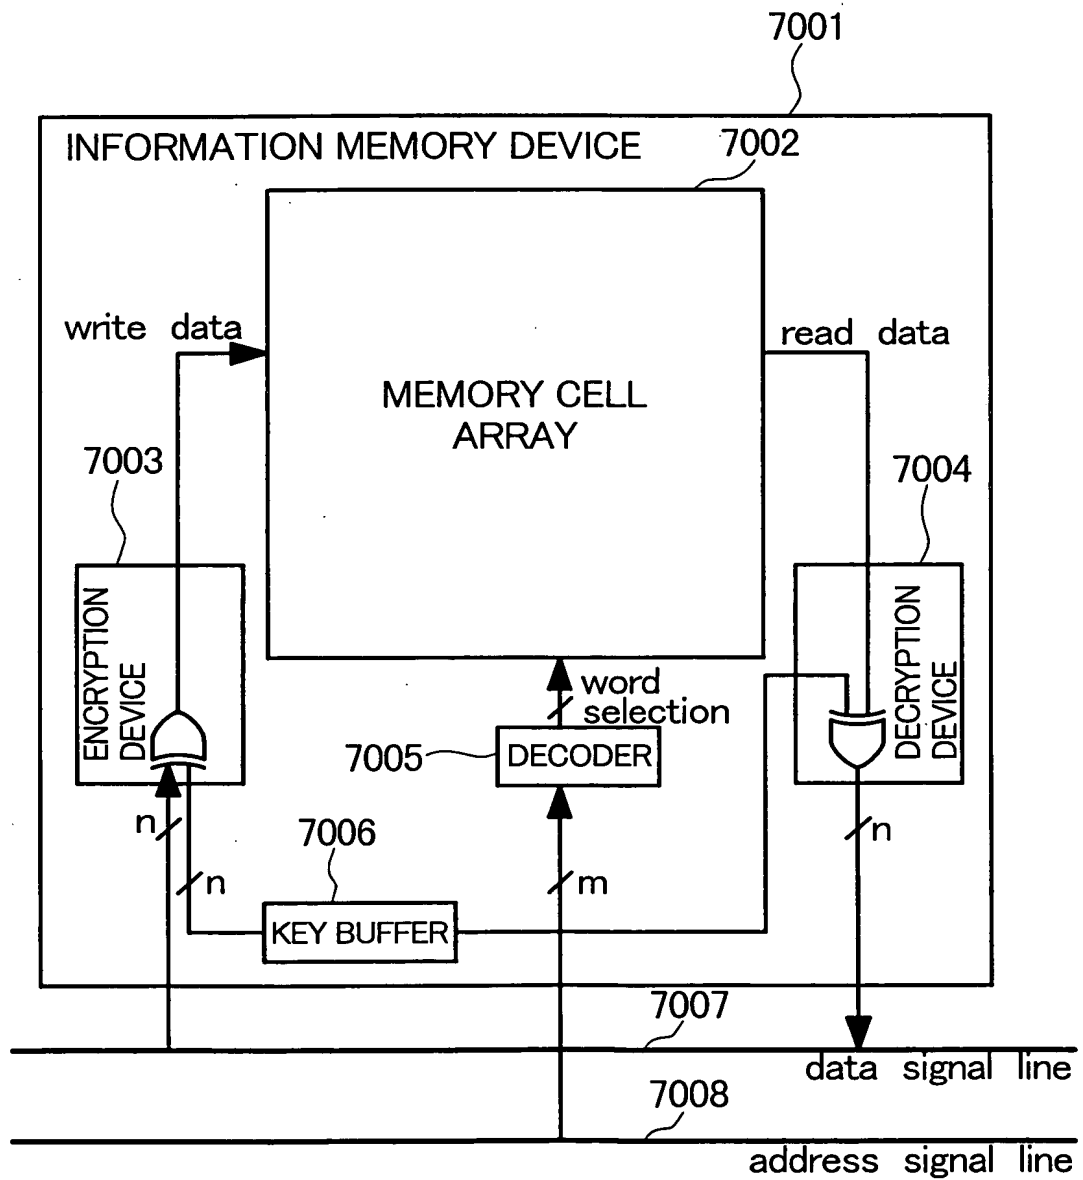 7001
INFORMATION MEMORY DEVICE
7002
write data
read data
MEMORY CELL
ARRAY
7003
7004
ENCRYPTION
DEVICE
DECRYPTION
DEVICE
word
selection
7005
DECODER
n
n
7006
n
m
KEY BUFFER
7007
data signal line
7008
address signal line